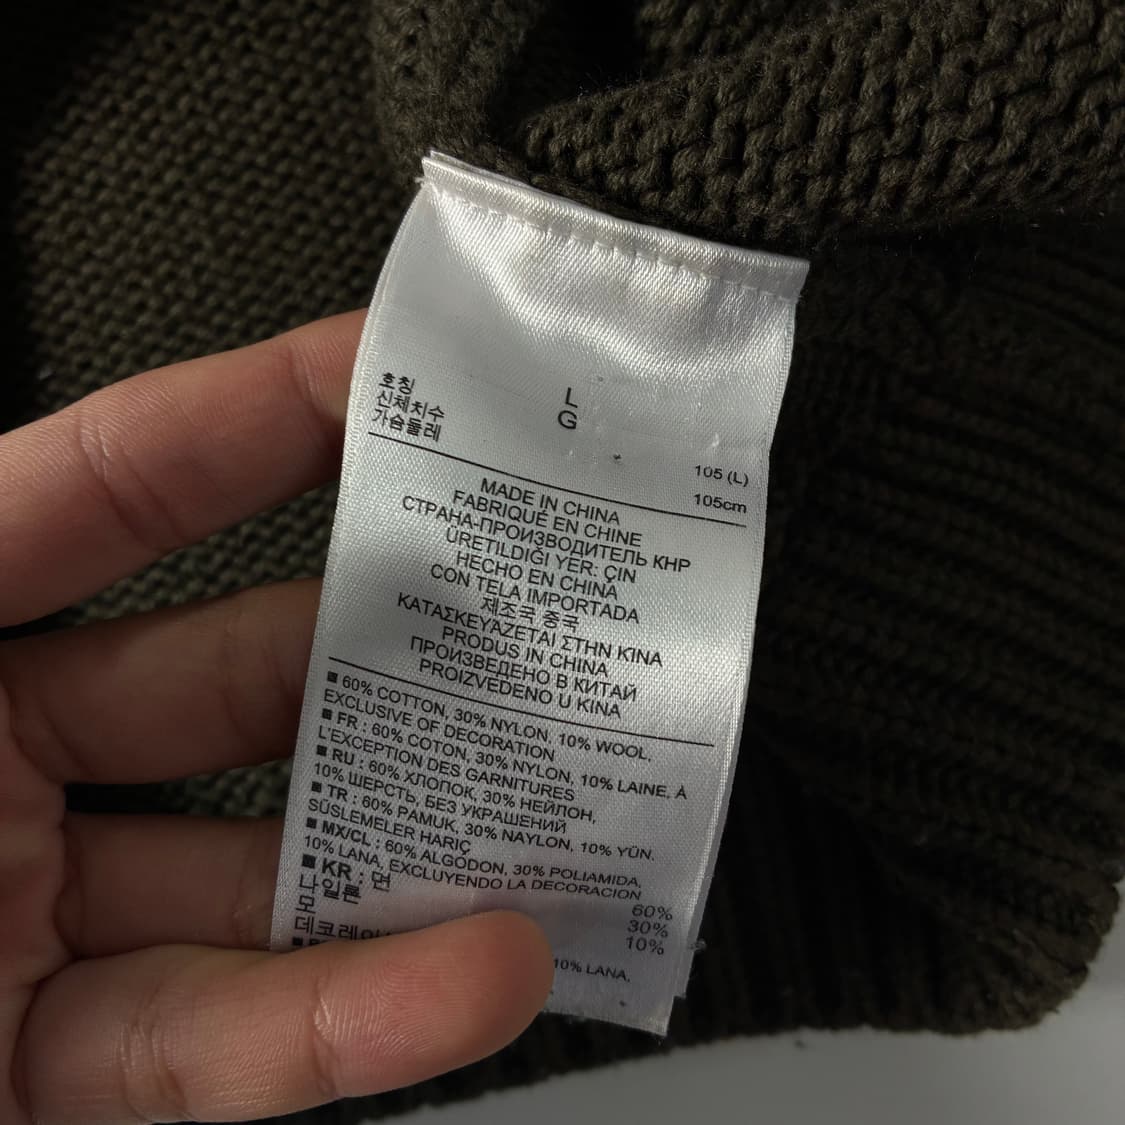 L
G
호칭
신체치수 105 (L)
가슴둘레 105cm
MADE IN CHINA
FABRIQUÉ EN CHINE
СТРАНА-ПРОИЗВОДИТЕЛЬ КНР
ÜRETILDIĞI YER: ÇIN
HECHO EN CHINA
CON TELA IMPORTADA
제조국 중국
ΚΑΤΑΣΚΕΥΑΖΕΤΑΙ ΣΤΗΝ ΚΙΝΑ
PRODUS IN CHINA
ПРОИЗВЕДЕНО В КИТАЙ
PROIZVEDENO U KINA
■ 60% COTTON, 30% NYLON, 10% WOOL,
EXCLUSIVE OF DECORATION
■ FR : 60% COTON, 30% NYLON, 10% LAINE, À
L'EXCEPTION DES GARNITURES
■ RU : 60% ХЛОПОК, 30% НЕЙЛОН,
10% ШЕРСТЬ, БЕЗ УКРАШЕНИЙ
■ TR : 60% PAMUK, 30% NAYLON, 10% YÜN.
SÜSLEMELER HARIÇ
■ MX/CL : 60% ALGODON, 30% POLIAMIDA,
10% LANA, EXCLUYENDO LA DECORACION
■ KR : 면 60%
나일론 30%
모 10%
10% LANA,